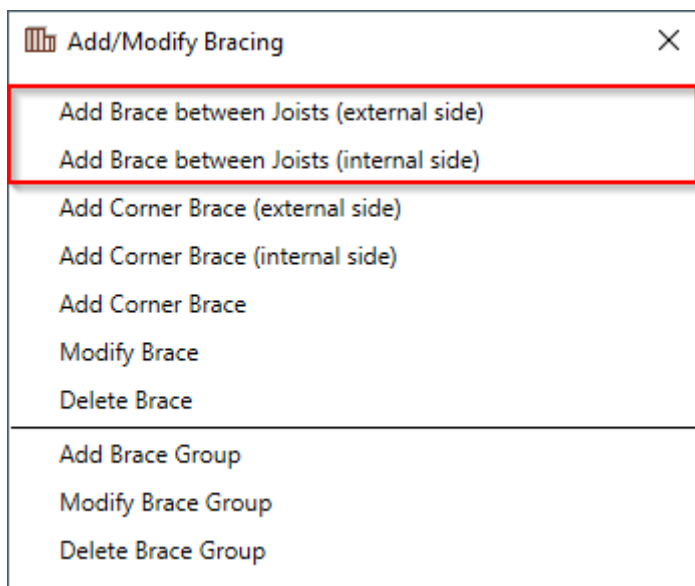 Add/Modify Bracing
Add Brace between Joists (external side)
Add Brace between Joists (internal side)
Add Corner Brace (external side)
Add Corner Brace (internal side)
Add Corner Brace
Modify Brace
Delete Brace
Add Brace Group
Modify Brace Group
Delete Brace Group